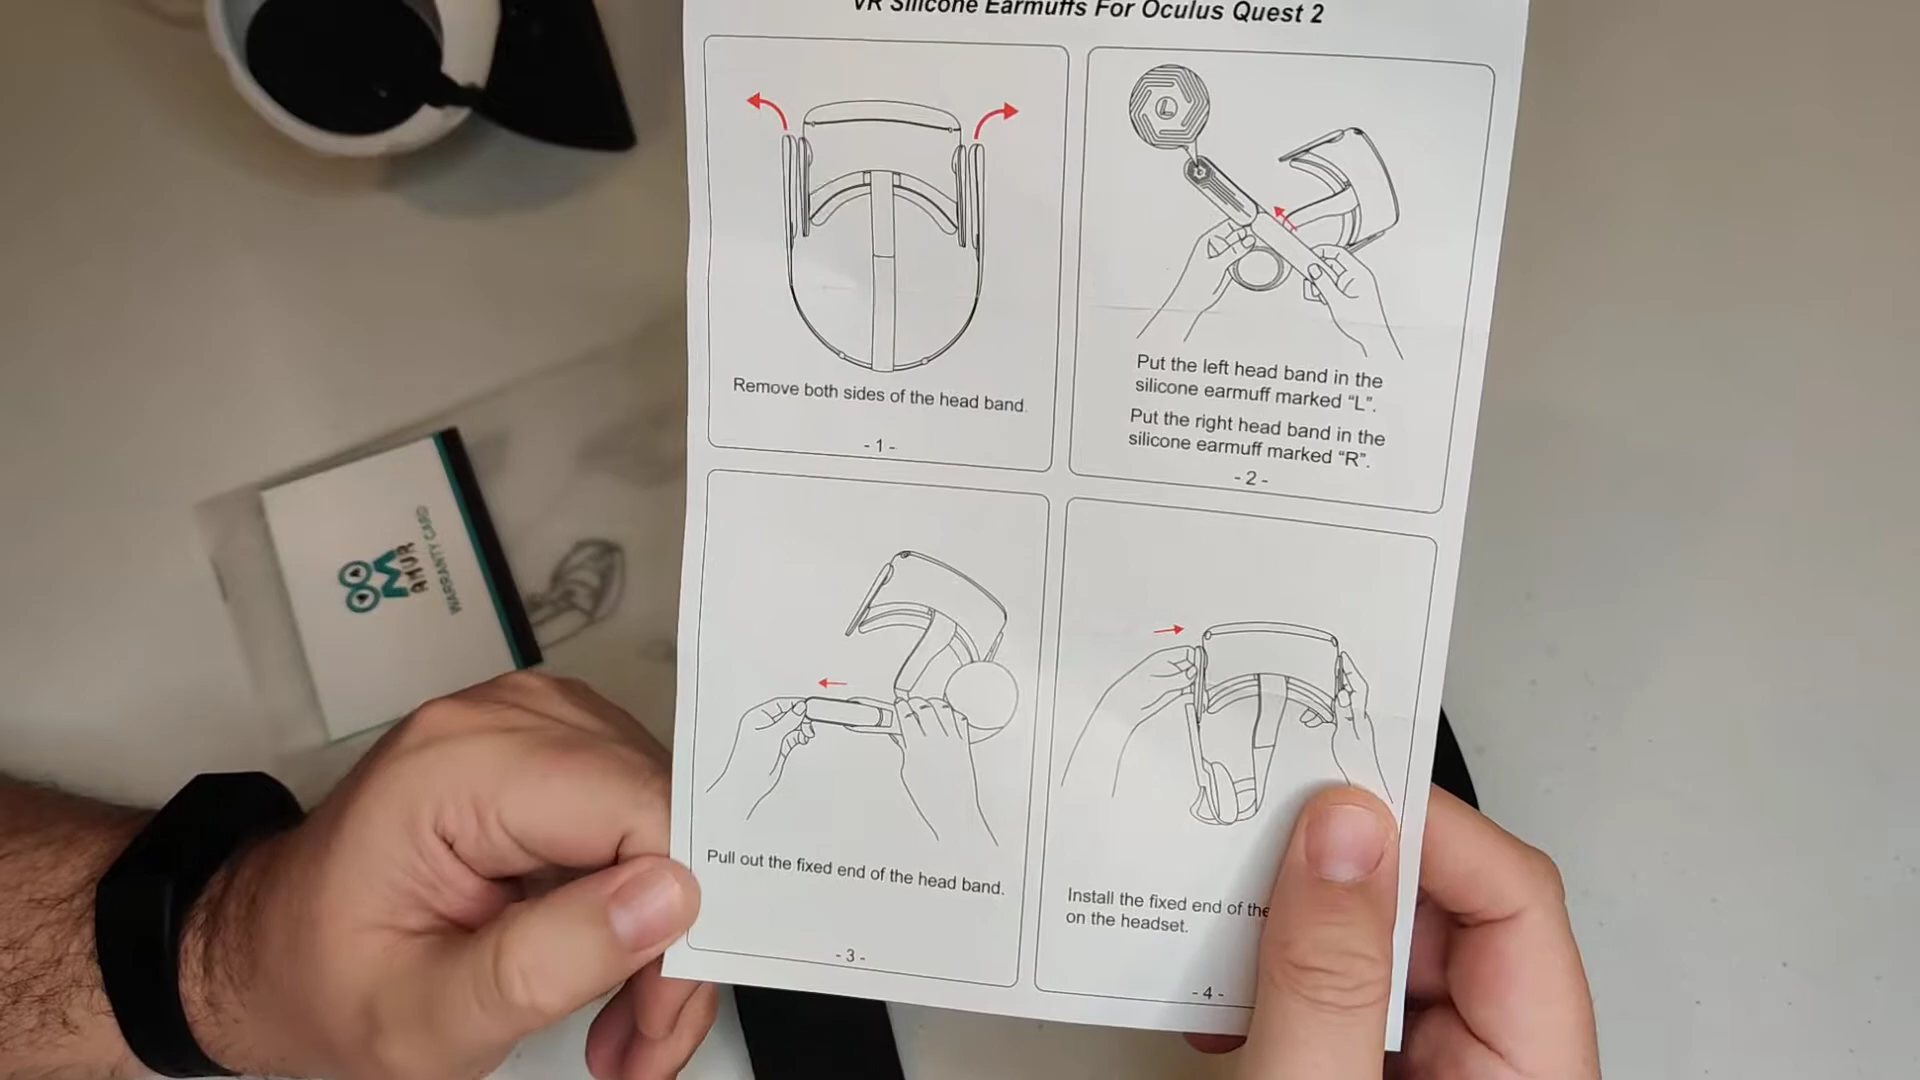 VR Silicone Earmuffs For Oculus Quest 2
L
Remove both sides of the head band.
- 1 -
Put the left head band in the
silicone earmuff marked “L”.
Put the right head band in the
silicone earmuff marked “R”.
- 2 -
Pull out the fixed end of the head band.
- 3 -
Install the fixed end of the
on the headset.
- 4 -
AMVR
WARRANTY CARD